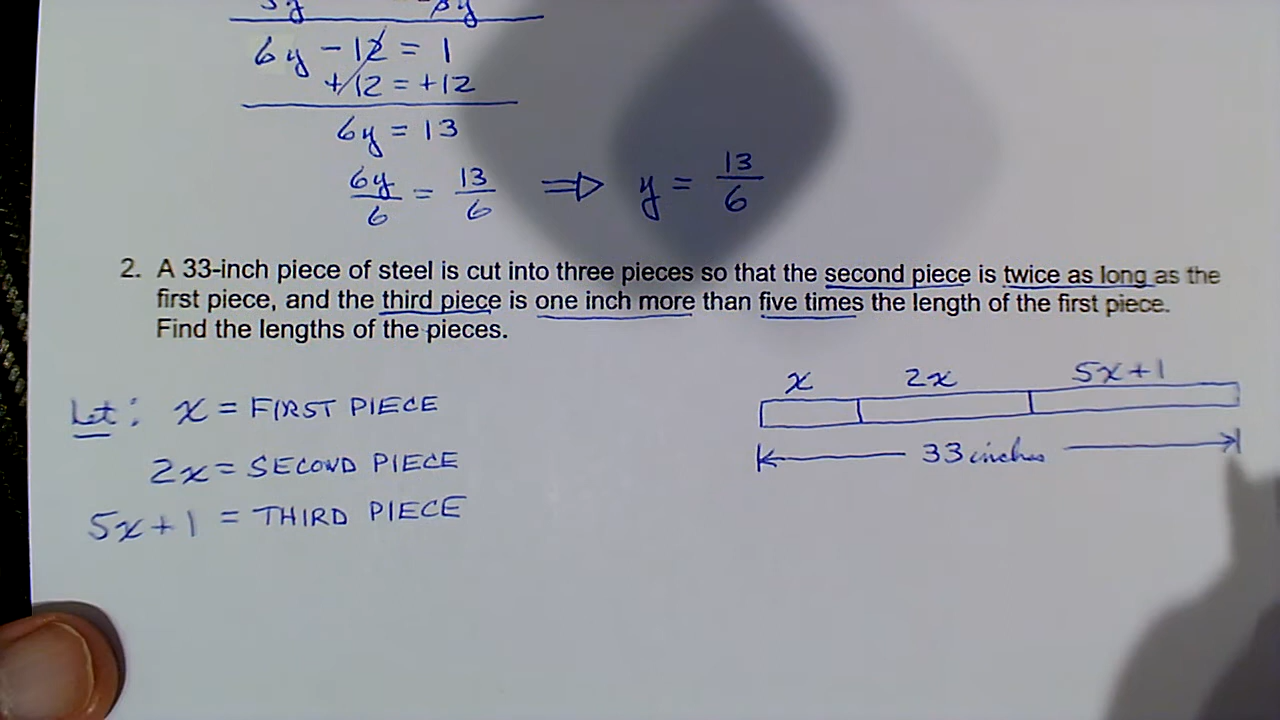 6y - 12 = 1
+12 = +12
6y = 13
6y/6 = 13/6 ⇒ y = 13/6
2. A 33-inch piece of steel is cut into three pieces so that the second piece is twice as long as the
first piece, and the third piece is one inch more than five times the length of the first piece.
Find the lengths of the pieces.
x 2x 5x+1
33 inches
Let: x = FIRST PIECE
2x = SECOND PIECE
5x+1 = THIRD PIECE